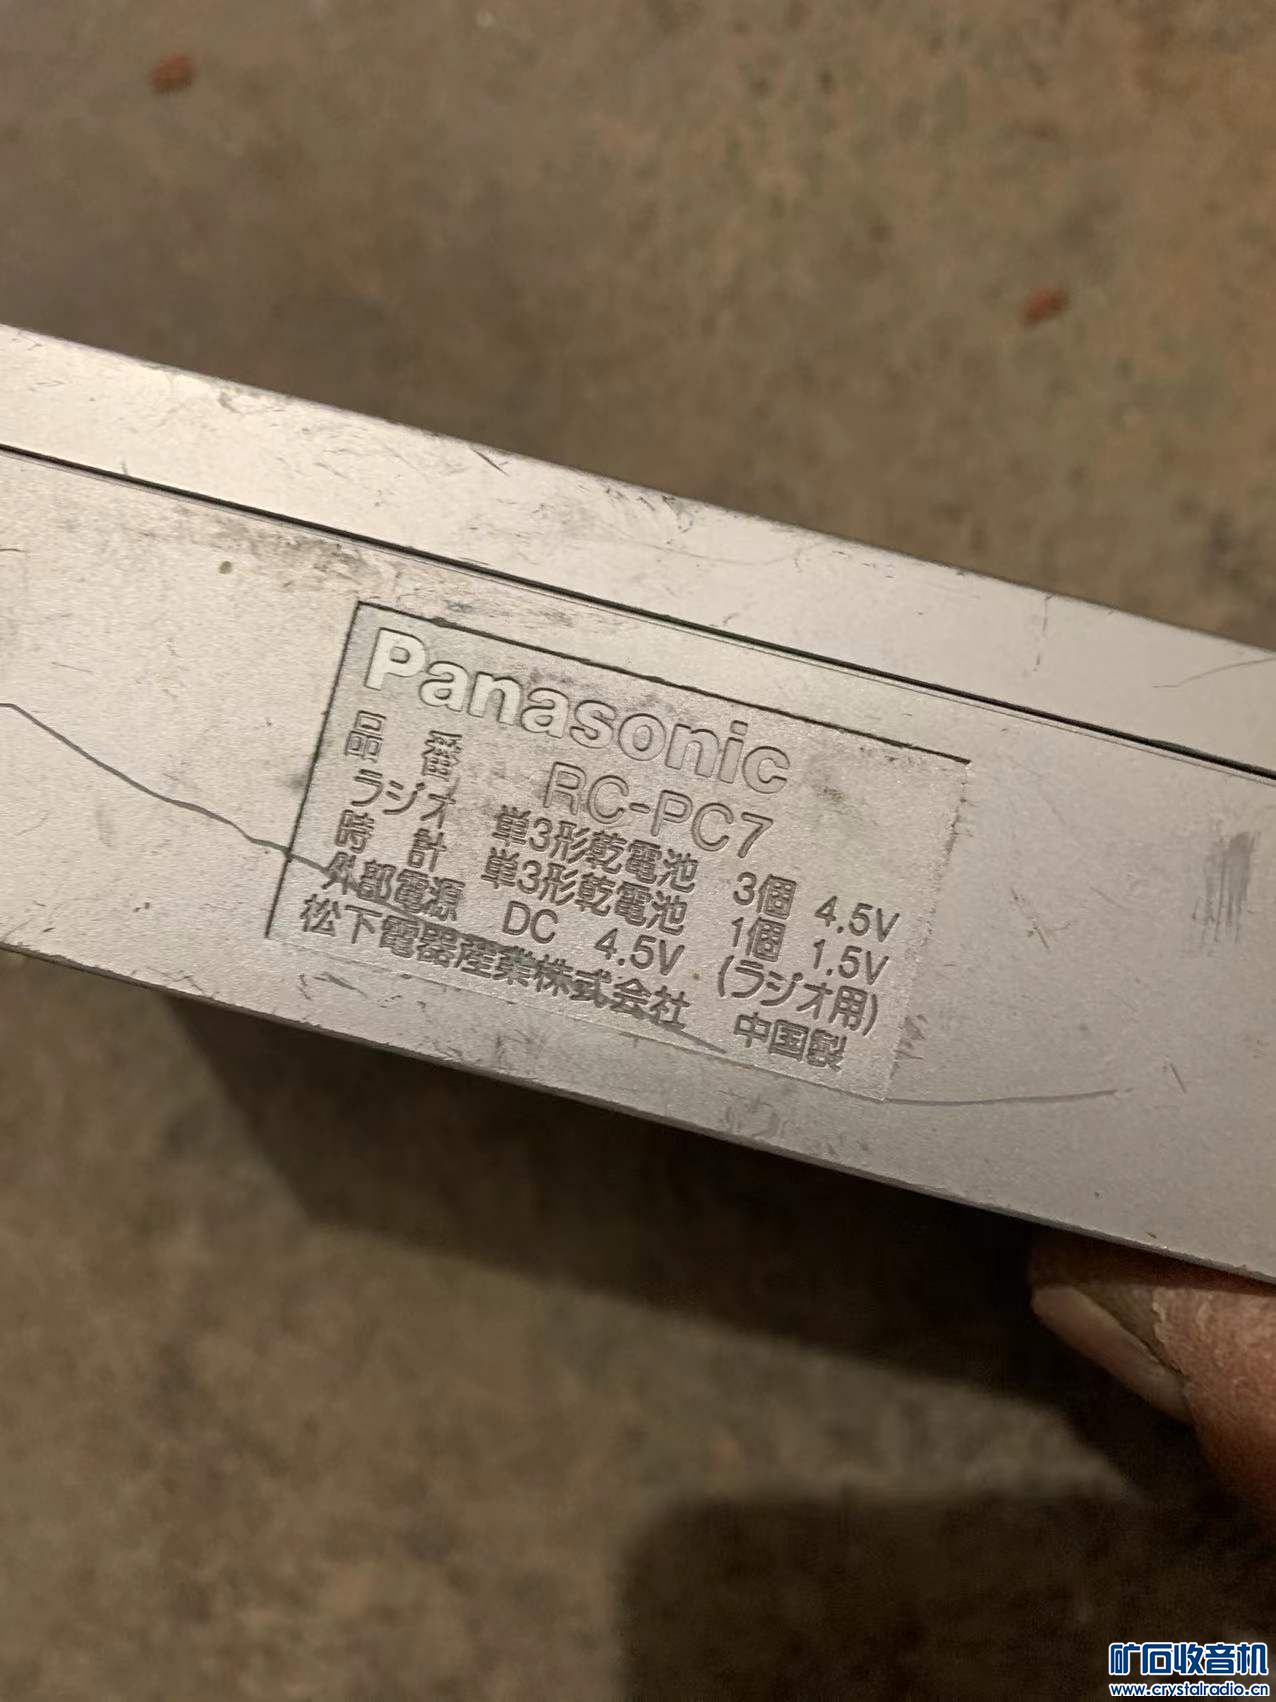 Panasonic
品 番 RC-PC7
ラジオ 単3形乾電池 3個 4.5V
時 計 単3形乾電池 1個 1.5V
外部電源 DC 4.5V (ラジオ用)
松下電器産業株式会社 中国製
矿石收音机
www.crystalradio.cn